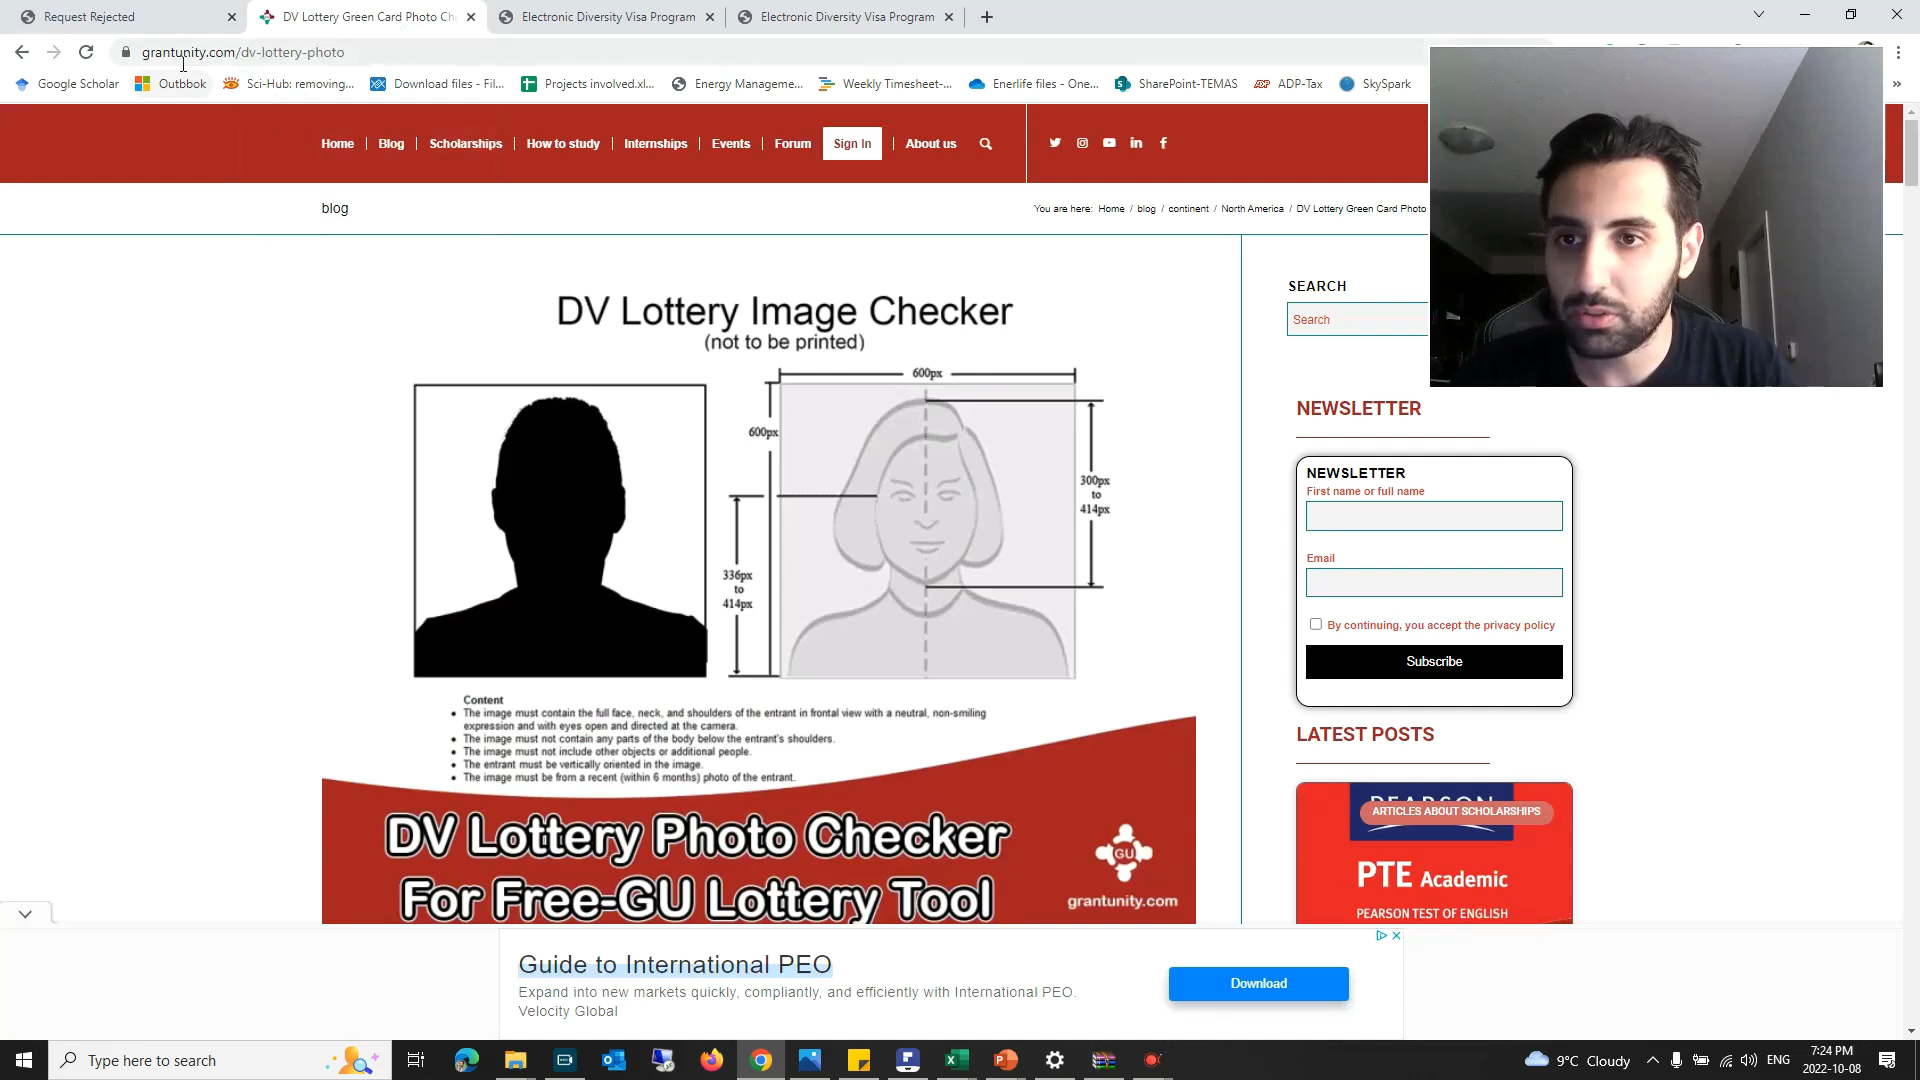 Request Rejected
DV Lottery Green Card Photo Ch
Electronic Diversity Visa Program
Electronic Diversity Visa Program
grantunity.com/dv-lottery-photo
Google Scholar
Outlook
Sci-Hub: removing...
Download files - Fil...
Projects involved.xl...
Energy Manageme...
Weekly Timesheet-...
Enerlife files - One...
SharePoint-TEMAS
ADP-Tax
SkySpark
»
Home
Blog
Scholarships
How to study
Internships
Events
Forum
Sign In
About us
blog
You are here: Home / blog / continent / North America / DV Lottery Green Card Photo
DV Lottery Image Checker
(not to be printed)
600px
600px
300px
to
414px
336px
to
414px
Content
• The image must contain the full face, neck, and shoulders of the entrant in frontal view with a neutral, non-smiling
expression and with eyes open and directed at the camera.
• The image must not contain any parts of the body below the entrant's shoulders.
• The image must not include other objects or additional people.
• The entrant must be vertically oriented in the image.
• The image must be from a recent (within 6 months) photo of the entrant.
DV Lottery Photo Checker
For Free-GU Lottery Tool
GU
grantunity.com
SEARCH
Search
NEWSLETTER
NEWSLETTER
First name or full name
Email
By continuing, you accept the privacy policy
Subscribe
LATEST POSTS
PEARSON
ARTICLES ABOUT SCHOLARSHIPS
PTE Academic
PEARSON TEST OF ENGLISH
Guide to International PEO
Expand into new markets quickly, compliantly, and efficiently with International PEO.
Velocity Global
Download
Type here to search
9°C Cloudy
ENG
7:24 PM
2022-10-08